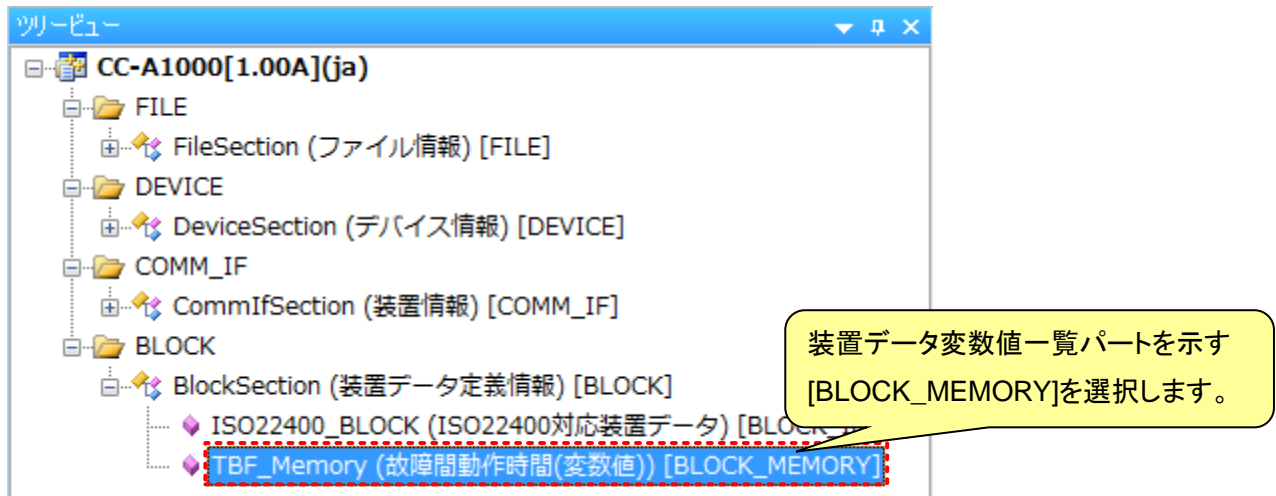 ツリービュー
CC-A1000[1.00A](ja)
FILE
FileSection (ファイル情報) [FILE]
DEVICE
DeviceSection (デバイス情報) [DEVICE]
COMM_IF
CommIfSection (装置情報) [COMM_IF]
BLOCK
BlockSection (装置データ定義情報) [BLOCK]
ISO22400_BLOCK (ISO22400対応装置データ)
TBF_Memory (故障間動作時間(変数値)) [BLOCK_MEMORY]
装置データ変数値一覧パートを示す
[BLOCK_MEMORY]を選択します。